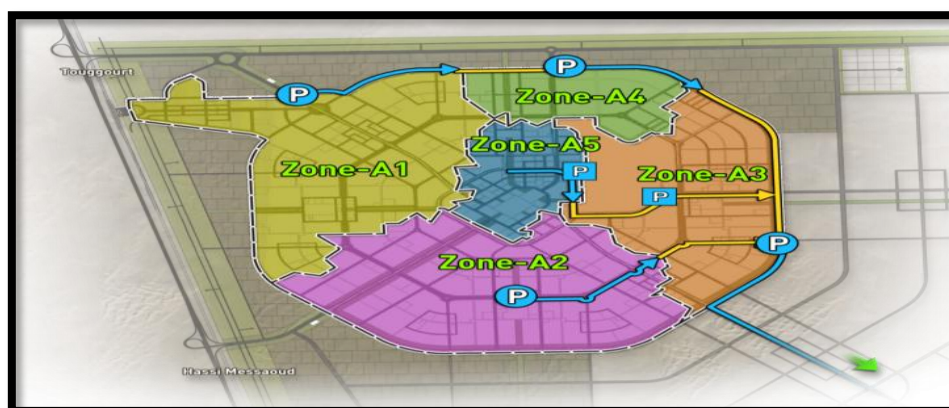 Touggourt
P
P
Zone-A4
Zone-A5
Zone-A1
P
Zone-A3
P
P
Zone-A2
P
Hassi Messaoud